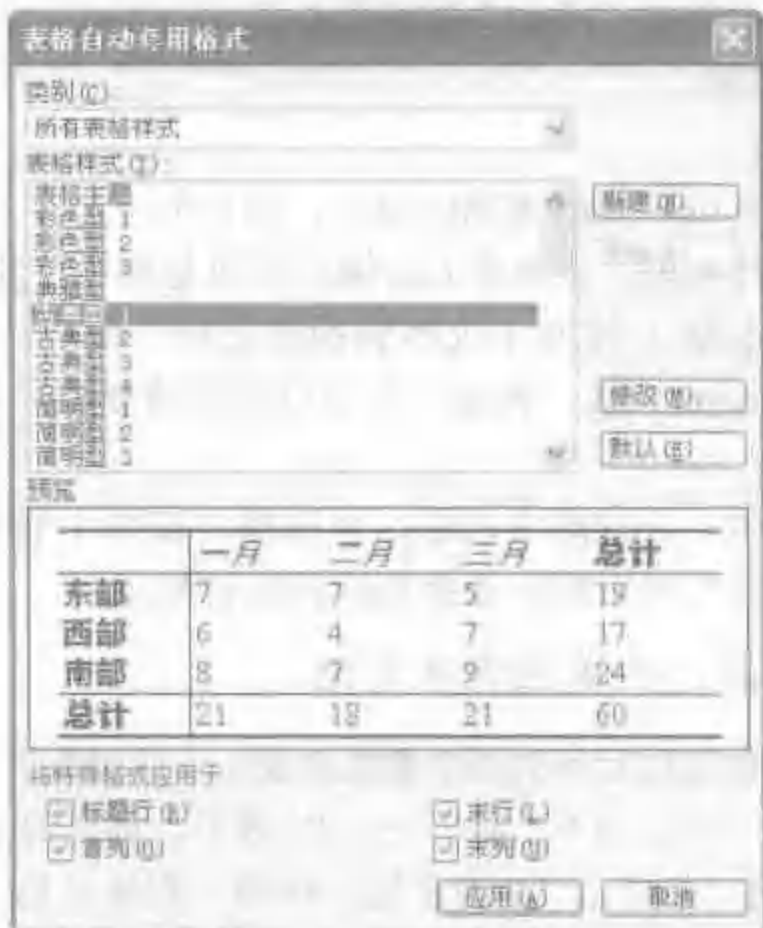 表格自动套用格式
类别(C)
所有表格样式
表格样式(T):
表格主题
彩色型 1
彩色型 2
彩色型 3
典雅型
1
古典型 2
古典型 3
古典型 4
简明型 1
简明型 2
简明型 3
新建(N)...
修改(M)...
默认(E)
预览
一月 二月 三月 总计
东部 7 7 5 19
西部 6 4 7 17
南部 8 7 9 24
总计 21 18 21 60
将特殊格式应用于
标题行(R) 末行(L)
首列(O) 末列(U)
应用(A) 取消